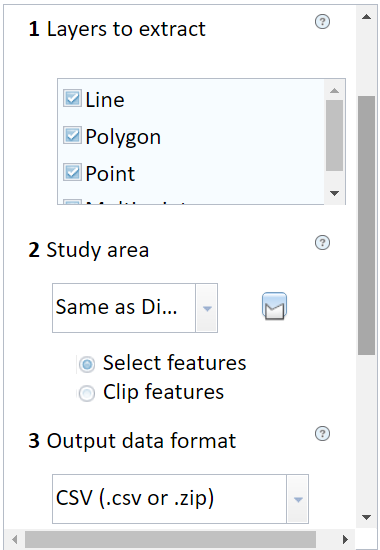 1 Layers to extract
?
Line
Polygon
Point
2 Study area
?
Same as Di...
Select features
Clip features
3 Output data format
?
CSV (.csv or .zip)